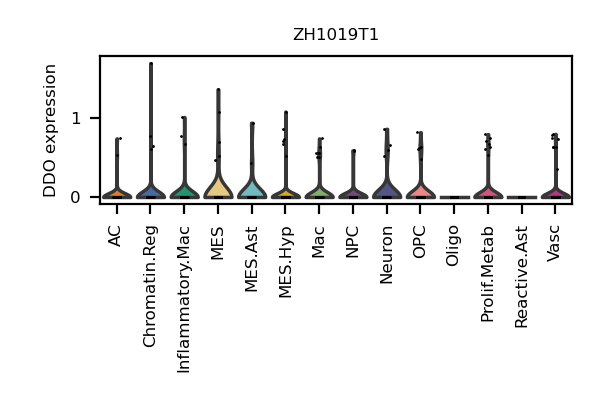 ZH1019T1
DDO expression
1
0
AC
Chromatin.Reg
Inflammatory.Mac
MES
MES.Ast
MES.Hyp
Mac
NPC
Neuron
OPC
Oligo
Prolif.Metab
Reactive.Ast
Vasc